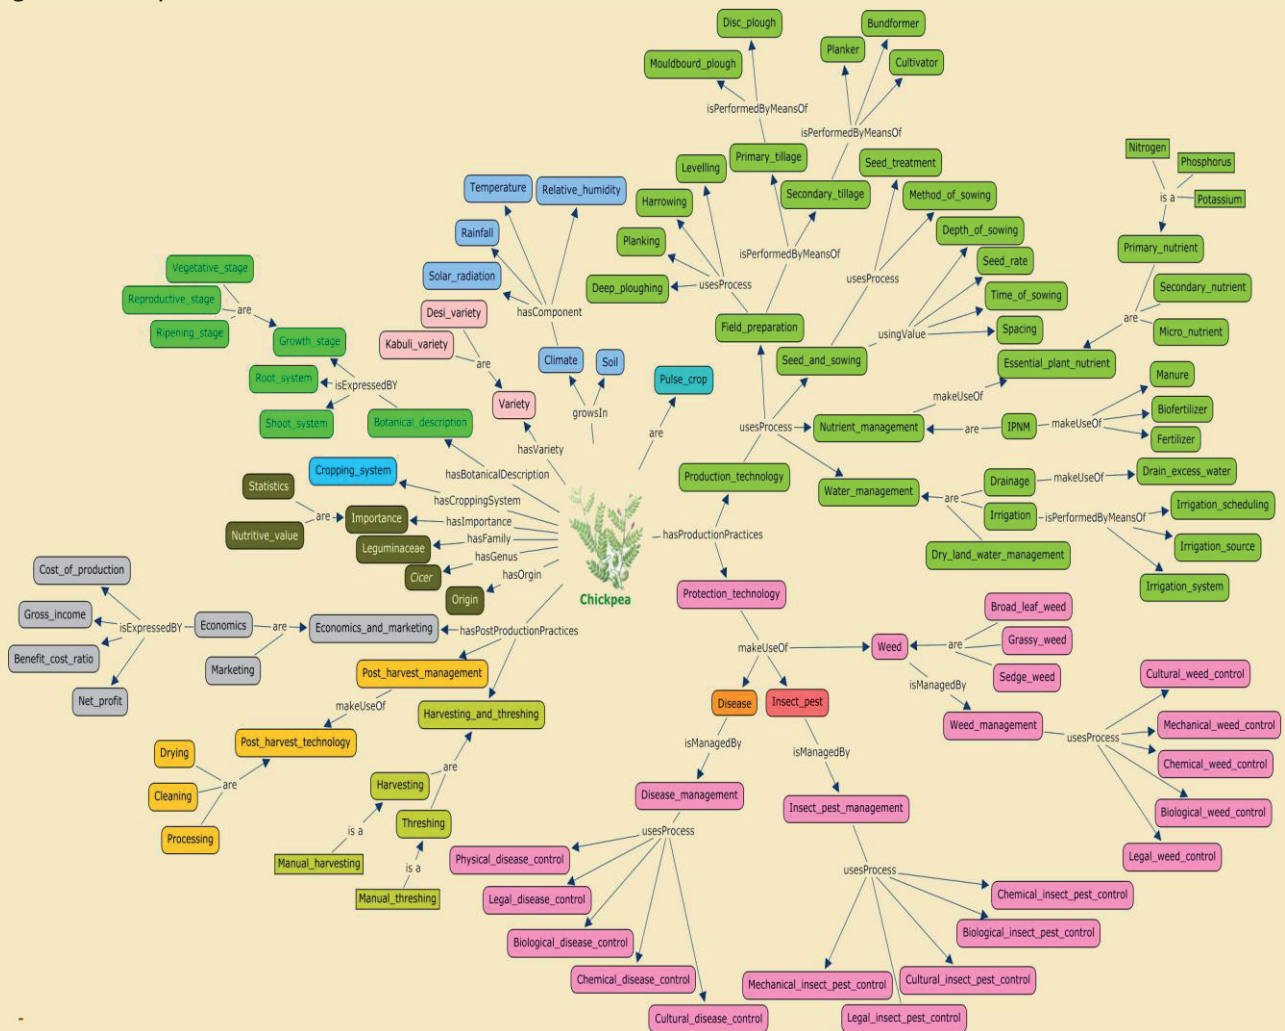 Disc_plough
Bundformer
Planker
Mouldbourd_plough
Cultivator
isPerformedByMeansOf
isPerformedByMeansOf
Nitrogen
Phosphorus
is a
Potassium
Primary_tillage
Seed_treatment
Levelling
Temperature
Relative_humidity
Secondary_tillage
Method_of_sowing
Harrowing
Rainfall
Planking
isPerformedByMeansOf
Depth_of_sowing
Primary_nutrient
Seed_rate
Vegetative_stage
Solar_radiation
Deep_ploughing
usesProcess
usesProcess
Time_of_sowing
Secondary_nutrient
Reproductive_stage
are
hasComponent
Desi_variety
Field_preparation
usingValue
Spacing
are
Micro_nutrient
Ripening_stage
Growth_stage
Kabuli_variety
are
Climate
Soil
Seed_and_sowing
Essential_plant_nutrient
Root_system
isExpressedBY
Pulse_crop
Manure
Variety
growsIn
makeUseOf
Shoot_system
Botanical_description
are
usesProcess
Nutrient_management
are
IPNM
makeUseOf
Biofertilizer
Fertilizer
hasVariety
Cropping_system
hasBotanicalDescription
Production_technology
Drain_excess_water
Statistics
hasCroppingSystem
Water_management
Drainage
makeUseOf
are
Importance
hasImportance
are
Irrigation
isPerformedByMeansOf
Irrigation_scheduling
Nutritive_value
Leguminaceae
hasFamily
hasProductionPractices
Irrigation_source
hasGenus
Dry_land_water_management
Cost_of_production
Cicer
hasOrgin
Irrigation_system
Origin
Chickpea
Protection_technology
Broad_leaf_weed
Gross_income
isExpressedBY
Economics
are
Economics_and_marketing
hasPostProductionPractices
Grassy_weed
Benefit_cost_ratio
Marketing
makeUseOf
Weed
are
Sedge_weed
Net_profit
Post_harvest_management
Cultural_weed_control
makeUseOf
Harvesting_and_threshing
Disease
Insect_pest
isManagedBy
Weed_management
Mechanical_weed_control
Drying
Post_harvest_technology
isManagedBy
isManagedBy
usesProcess
Chemical_weed_control
are
are
Cleaning
Harvesting
Disease_management
Insect_pest_management
Biological_weed_control
Processing
is a
Threshing
usesProcess
Legal_weed_control
Manual_harvesting
is a
Physical_disease_control
usesProcess
Manual_threshing
Legal_disease_control
Chemical_insect_pest_control
Biological_disease_control
Biological_insect_pest_control
Chemical_disease_control
Mechanical_insect_pest_control
Cultural_insect_pest_control
Cultural_disease_control
Legal_insect_pest_control